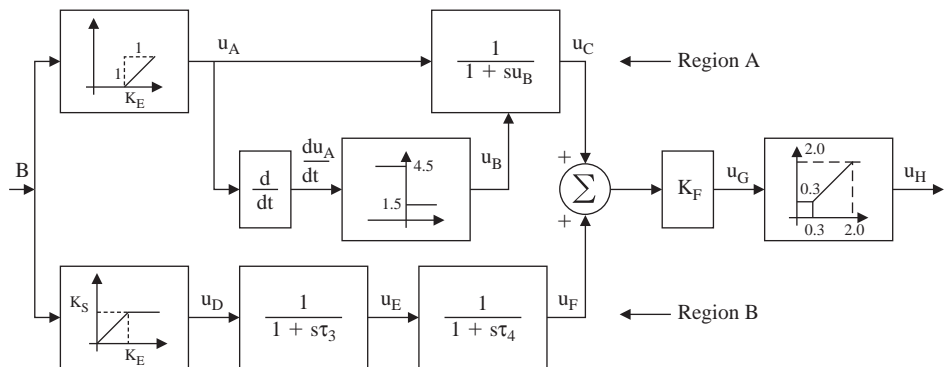 1
1
K_E
u_A
1
1 + su_B
u_C
Region A
B
d
dt
du_A
dt
4.5
1.5
u_B
+
Σ
+
K_F
u_G
2.0
0.3
0.3 2.0
u_H
K_S
K_E
u_D
1
1 + sτ_3
u_E
1
1 + sτ_4
u_F
Region B